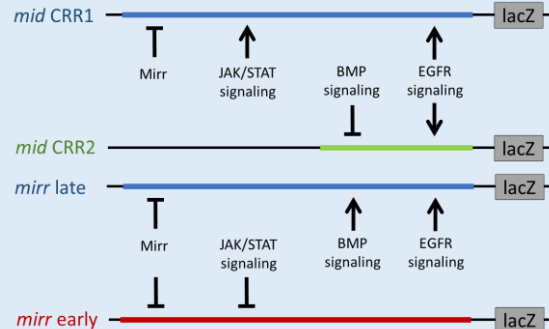 mid CRR1 lacZ
Mirr
JAK/STAT signaling
BMP signaling
EGFR signaling
mid CRR2 lacZ
mirr late lacZ
Mirr
JAK/STAT signaling
BMP signaling
EGFR signaling
mirr early lacZ